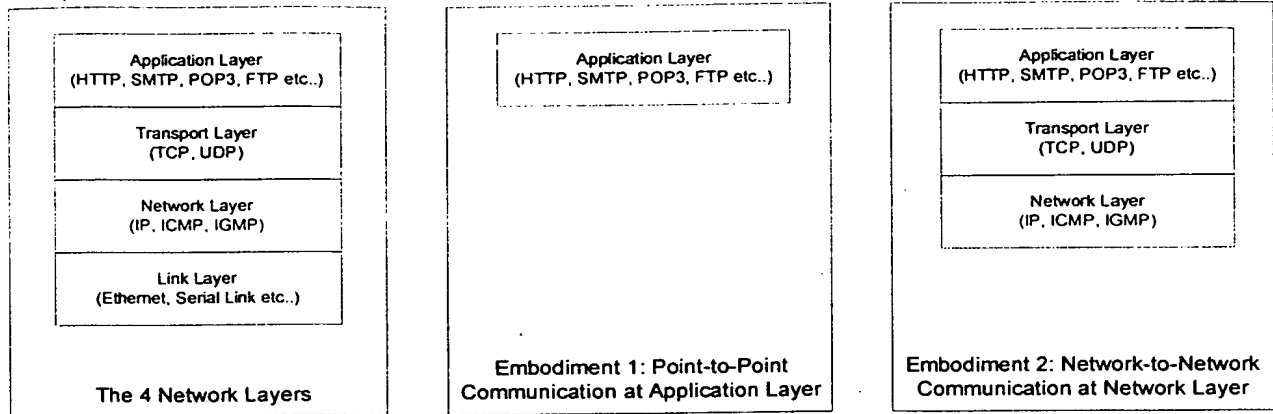 Application Layer
(HTTP, SMTP, POP3, FTP etc..)
Transport Layer
(TCP, UDP)
Network Layer
(IP, ICMP, IGMP)
Link Layer
(Ethernet, Serial Link etc..)
The 4 Network Layers
Application Layer
(HTTP, SMTP, POP3, FTP etc..)
Embodiment 1: Point-to-Point
Communication at Application Layer
Application Layer
(HTTP, SMTP, POP3, FTP etc..)
Transport Layer
(TCP, UDP)
Network Layer
(IP, ICMP, IGMP)
Embodiment 2: Network-to-Network
Communication at Network Layer